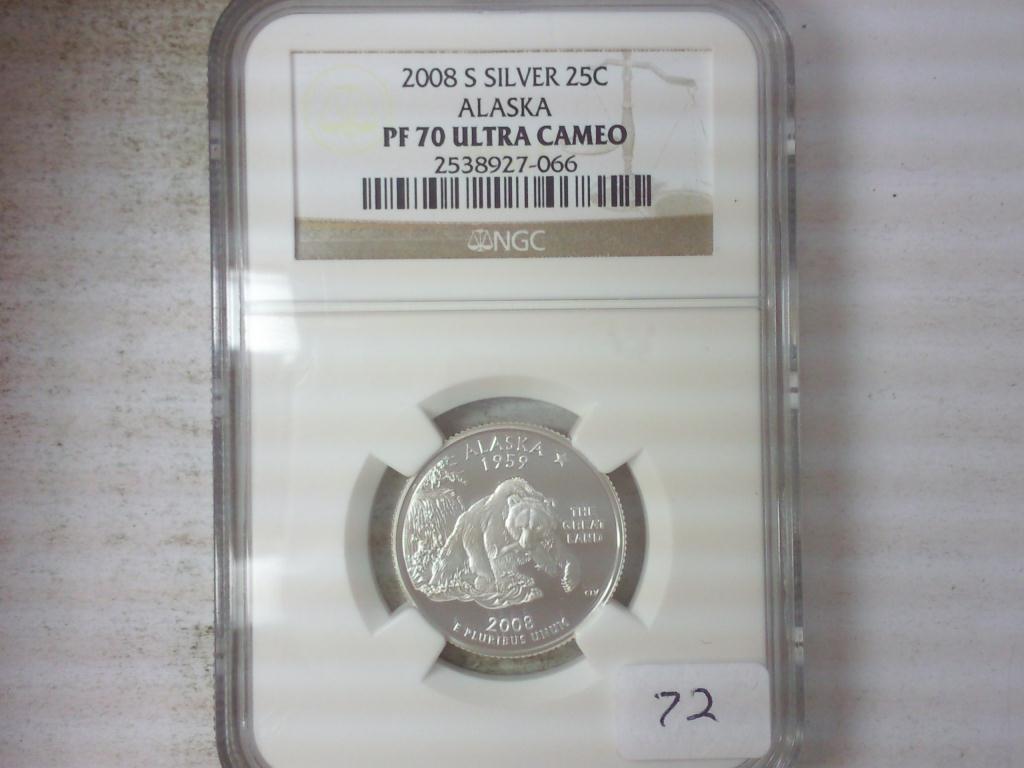 2008 S SILVER 25C
ALASKA
PF 70 ULTRA CAMEO
2538927-066
NGC
ALASKA
1959
THE
GREAT
LAND
2008
E PLURIBUS UNUM
72